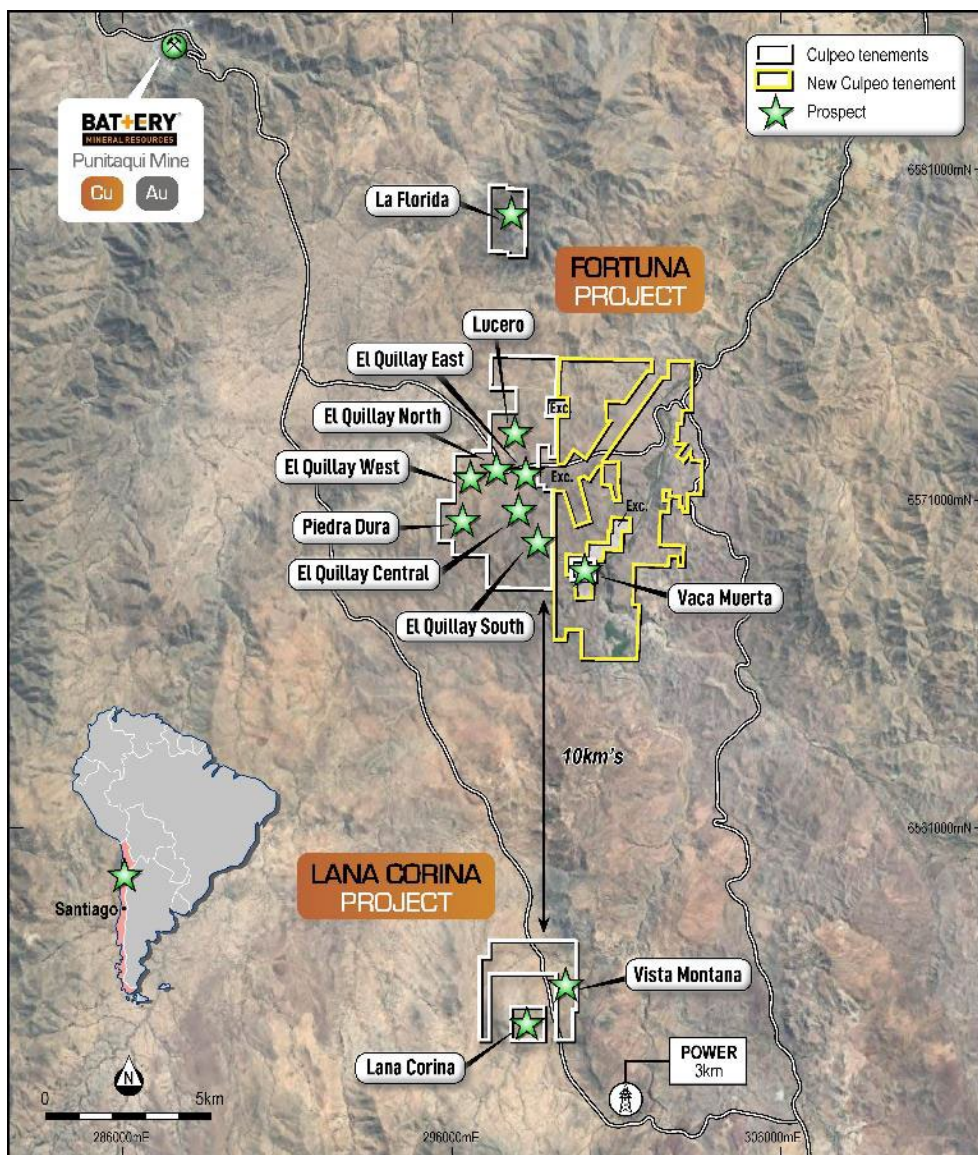 Culpeo tenements
New Culpeo tenement
Prospect
BATTERY
MINERAL RESOURCES
Punitaqui Mine
Cu Au
6581000mN
La Florida
FORTUNA
PROJECT
Lucero
El Quillay East
El Quillay North
Exc.
El Quillay West
Exc.
6571000mN
Exc.
Piedra Dura
El Quillay Central
Vaca Muerta
El Quillay South
10km's
6561000mN
LANA CORINA
PROJECT
Santiago
Vista Montana
Lana Corina
POWER
3km
N
0 5km
286000mE
296000mE
306000mE